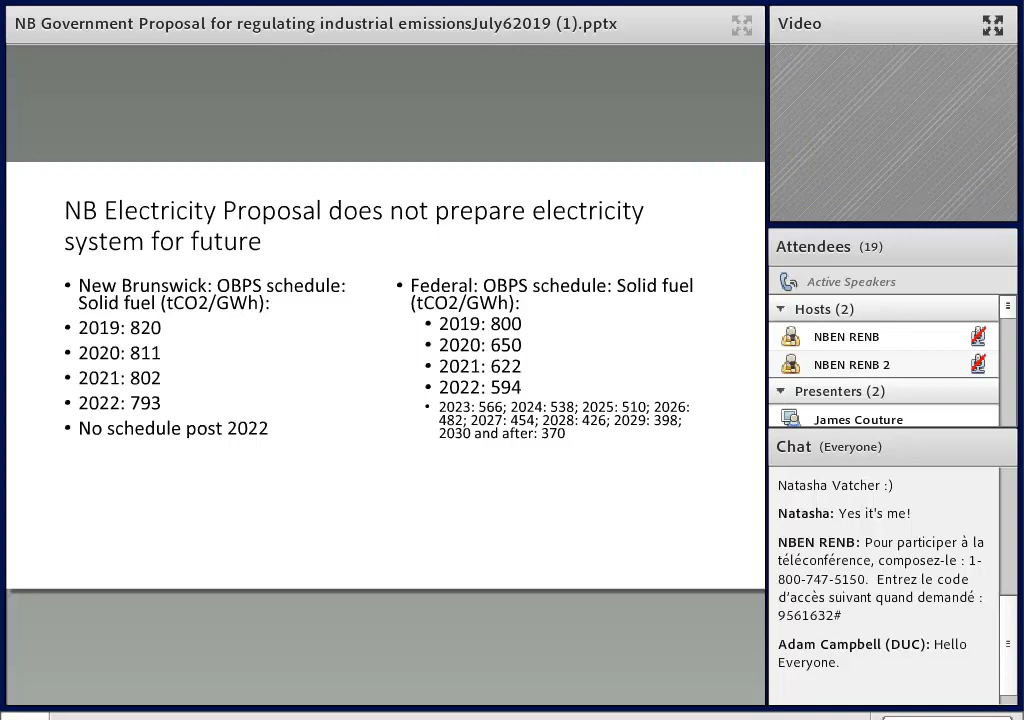 NB Government Proposal for regulating industrial emissionsJuly62019 (1).pptx
NB Electricity Proposal does not prepare electricity
system for future
• New Brunswick: OBPS schedule:
Solid fuel (tCO2/GWh):
• 2019: 820
• 2020: 811
• 2021: 802
• 2022: 793
• No schedule post 2022
• Federal: OBPS schedule: Solid fuel
(tCO2/GWh):
• 2019: 800
• 2020: 650
• 2021: 622
• 2022: 594
• 2023: 566; 2024: 538; 2025: 510; 2026:
482; 2027: 454; 2028: 426; 2029: 398;
2030 and after: 370
Video
Attendees (19)
Active Speakers
Hosts (2)
NBEN RENB
NBEN RENB 2
Presenters (2)
James Couture
Chat (Everyone)
Natasha Vatcher :)
Natasha: Yes it's me!
NBEN RENB: Pour participer à la
téléconférence, composez-le : 1-
800-747-5150. Entrez le code
d'accès suivant quand demandé :
9561632#
Adam Campbell (DUC): Hello
Everyone.